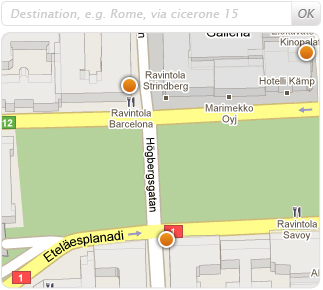 Destination, e.g. Rome, via cicerone 15
OK
Galleria
Kinopalat
Ravintola
Strindberg
Hotelli Kämp
Marimekko
Oyj
Ravintola
Barcelona
12
Högbergsgatan
1
Ravintola
Savoy
Eteläesplanadi
1